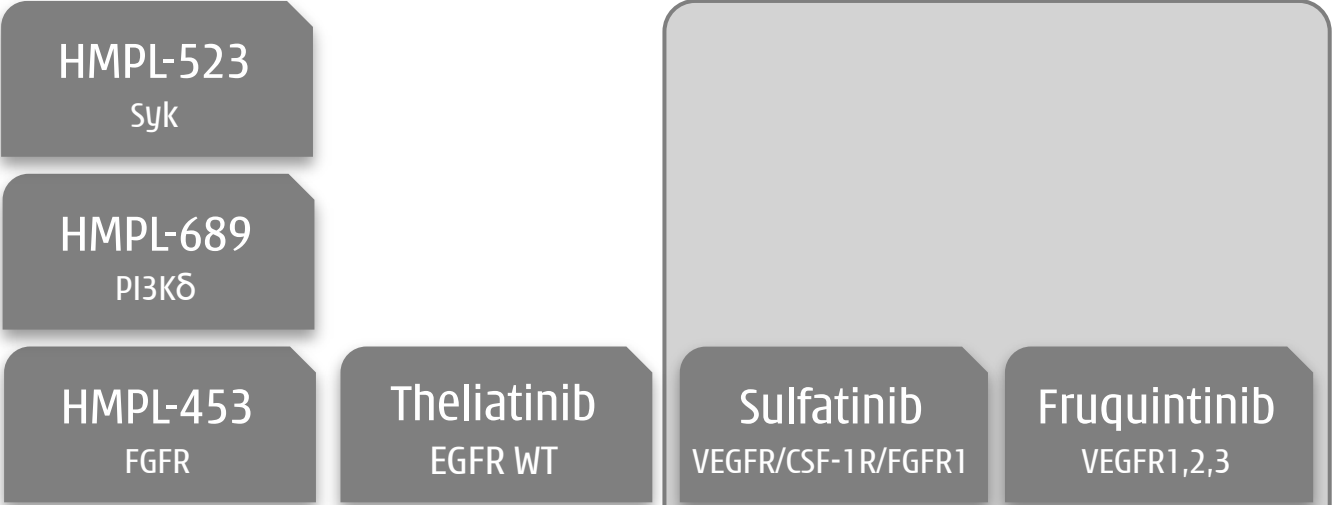 HMPL-523
Syk
HMPL-689
PI3Kδ
HMPL-453
FGFR
Theliatinib
EGFR WT
Sulfatinib
VEGFR/CSF-1R/FGFR1
Fruquintinib
VEGFR1,2,3